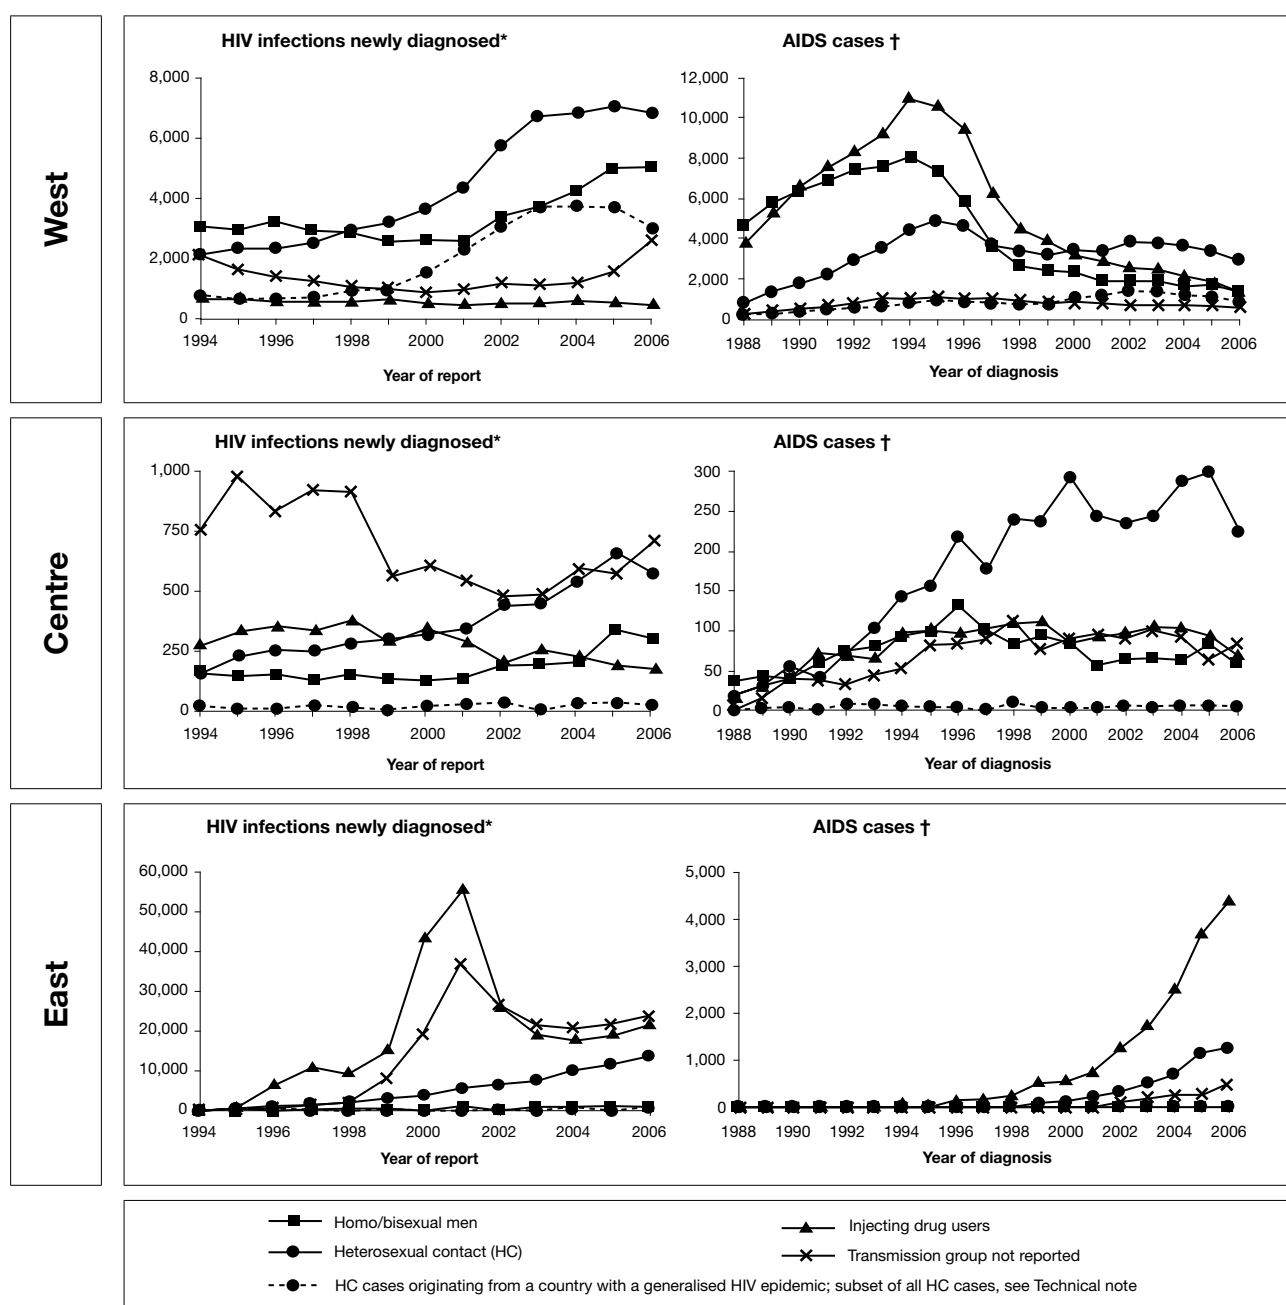 West
HIV infections newly diagnosed*
8,000
6,000
4,000
2,000
0
1994 1996 1998 2000 2002 2004 2006
Year of report
AIDS cases †
12,000
10,000
8,000
6,000
4,000
2,000
0
1988 1990 1992 1994 1996 1998 2000 2002 2004 2006
Year of diagnosis
Centre
HIV infections newly diagnosed*
1,000
750
500
250
0
1994 1996 1998 2000 2002 2004 2006
Year of report
AIDS cases †
300
250
200
150
100
50
0
1988 1990 1992 1994 1996 1998 2000 2002 2004 2006
Year of diagnosis
East
HIV infections newly diagnosed*
60,000
50,000
40,000
30,000
20,000
10,000
0
1994 1996 1998 2000 2002 2004 2006
Year of report
AIDS cases †
5,000
4,000
3,000
2,000
1,000
0
1988 1990 1992 1994 1996 1998 2000 2002 2004 2006
Year of diagnosis
Homo/bisexual men
Injecting drug users
Heterosexual contact (HC)
Transmission group not reported
HC cases originating from a country with a generalised HIV epidemic; subset of all HC cases, see Technical note